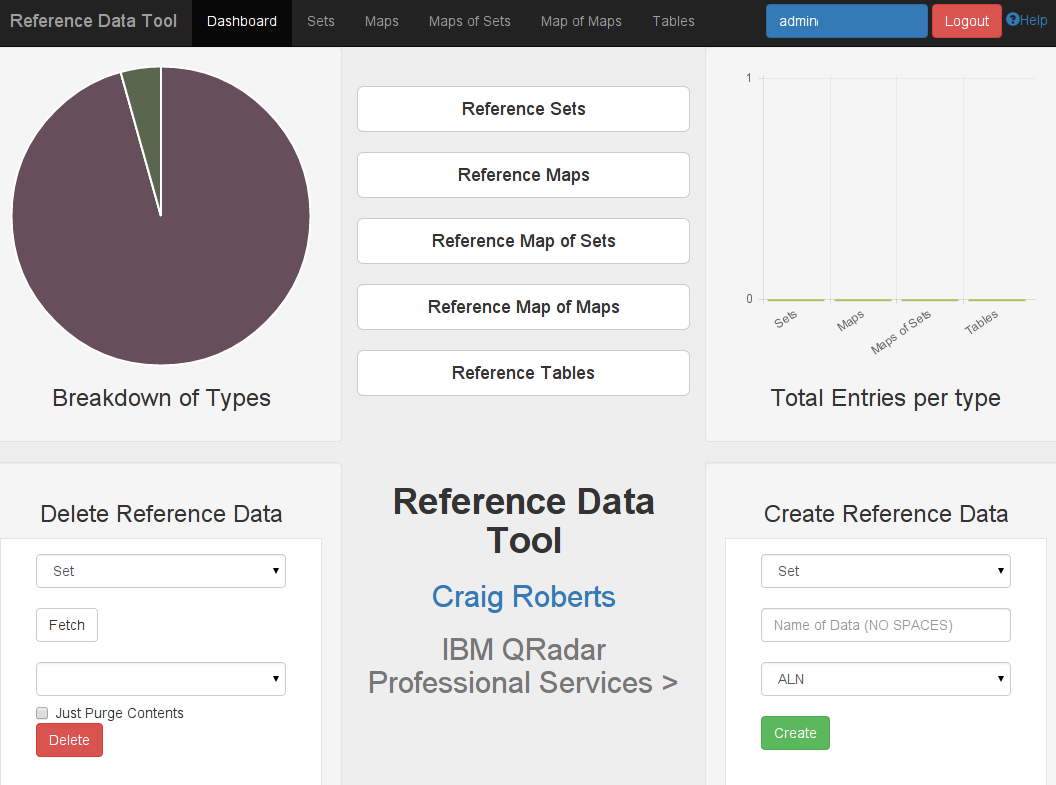 Reference Data Tool Dashboard Sets Maps Maps of Sets Map of Maps Tables admin Logout Help
Breakdown of Types
Reference Sets
Reference Maps
Reference Map of Sets
Reference Map of Maps
Reference Tables
1
0
Sets Maps Maps of Sets Tables
Total Entries per type
Delete Reference Data
Set
Fetch
Just Purge Contents
Delete
Reference Data
Tool
Craig Roberts
IBM QRadar
Professional Services >
Create Reference Data
Set
Name of Data (NO SPACES)
ALN
Create